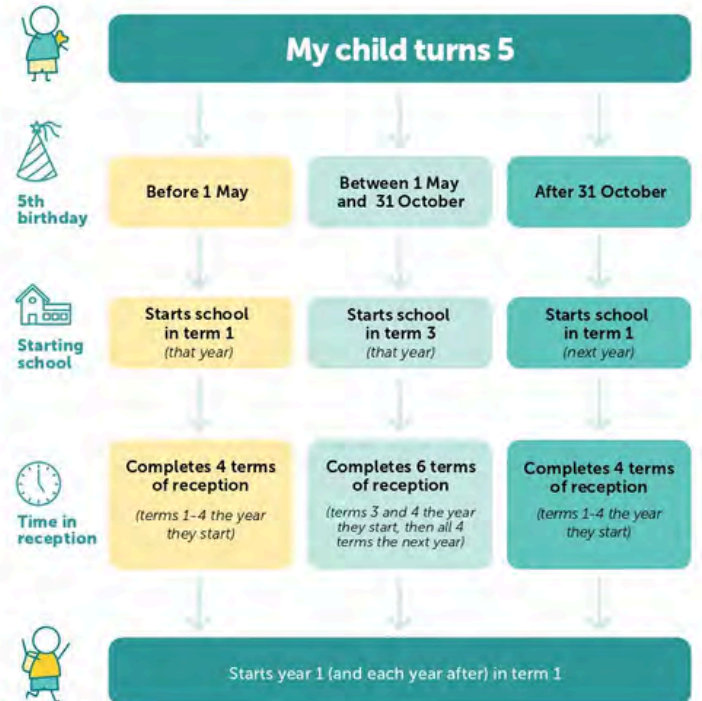 My child turns 5
5th
birthday
Before 1 May
Between 1 May
and 31 October
After 31 October
Starting
school
Starts school
in term 1
(that year)
Starts school
in term 3
(that year)
Starts school
in term 1
(next year)
Time in
reception
Completes 4 terms
of reception
(terms 1–4 the year
they start)
Completes 6 terms
of reception
(terms 3 and 4 the year
they start, then all 4
terms the next year)
Completes 4 terms
of reception
(terms 1–4 the year
they start)
Starts year 1 (and each year after) in term 1